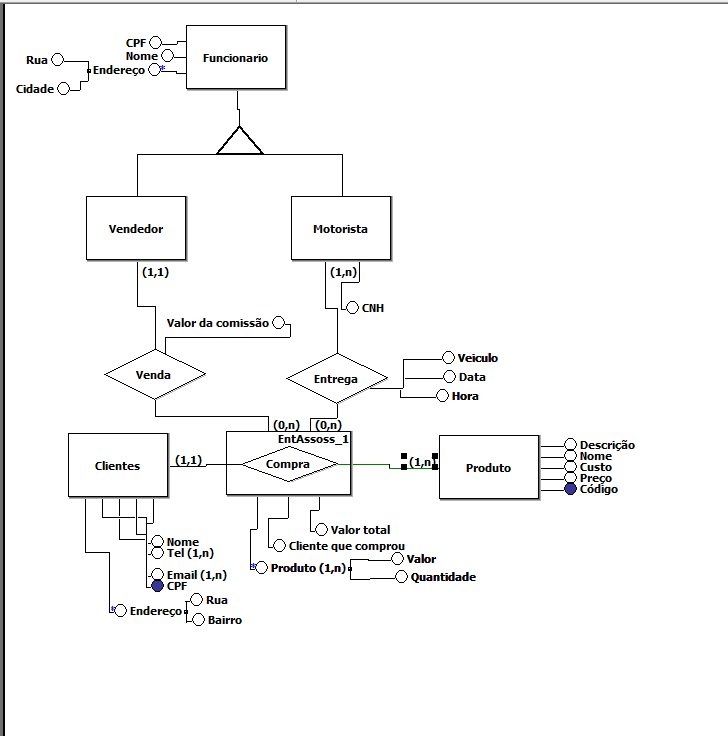 CPF
Nome
Rua
Endereço *
Cidade
Funcionario
Vendedor
Motorista
(1,1)
(1,n)
CNH
Valor da comissão
Venda
Entrega
Veiculo
Data
Hora
(0,n)
(0,n)
EntAssoss_1
Clientes
(1,1)
Compra
(1,n
Produto
Descrição
Nome
Custo
Preço
Código
Valor total
Cliente que comprou
* Produto (1,n)
Valor
Quantidade
Nome
Tel (1,n)
Email (1,n)
CPF
* Endereço
Rua
Bairro